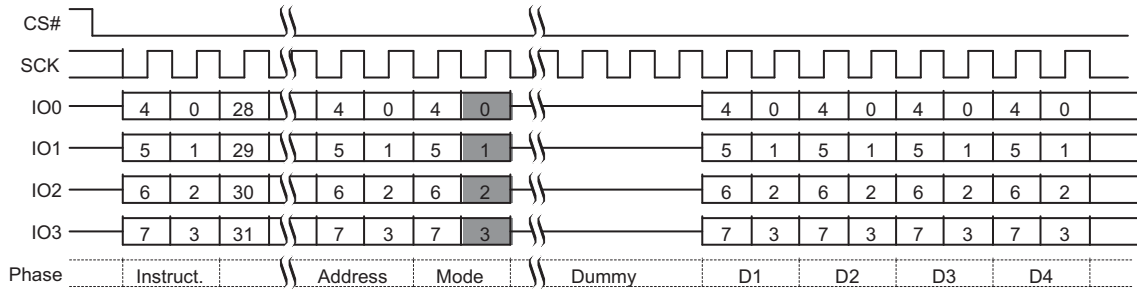 CS#
SCK
IO0 4 0 28 4 0 4 0 4 0 4 0 4 0 4 0
IO1 5 1 29 5 1 5 1 5 1 5 1 5 1 5 1
IO2 6 2 30 6 2 6 2 6 2 6 2 6 2 6 2
IO3 7 3 31 7 3 7 3 7 3 7 3 7 3 7 3
Phase Instruct. Address Mode Dummy D1 D2 D3 D4